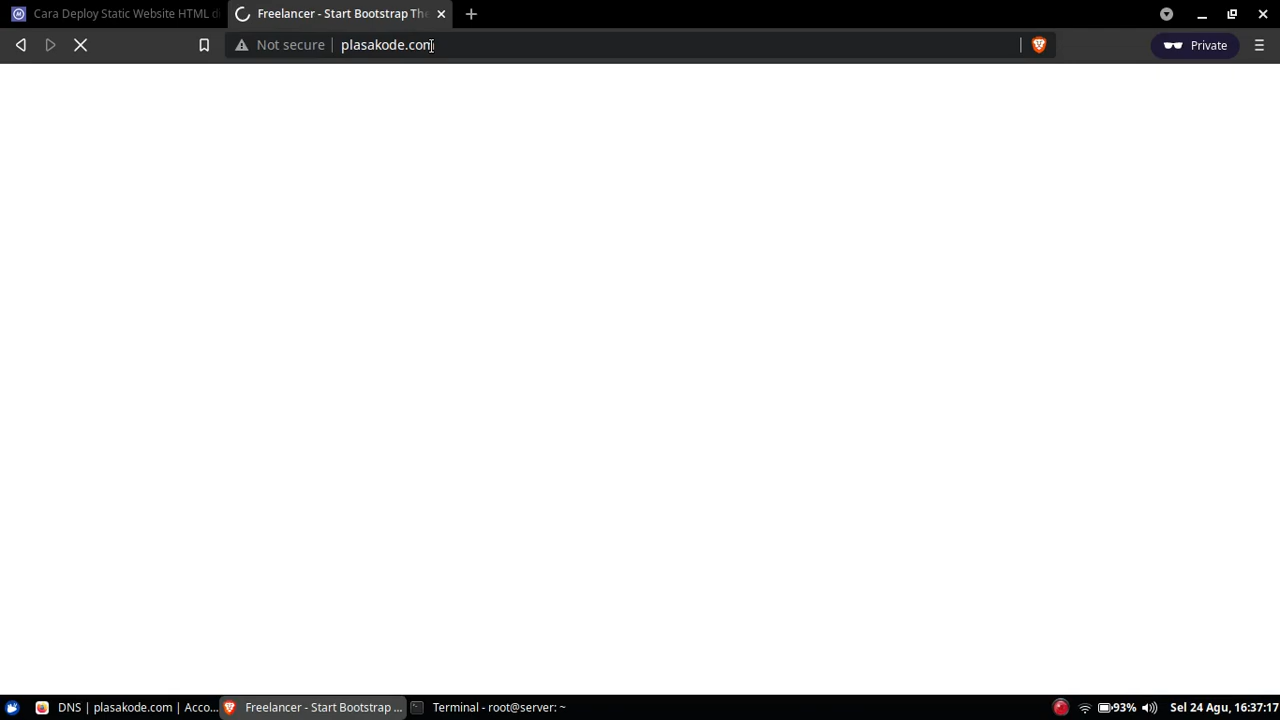 Cara Deploy Static Website HTML di
Freelancer - Start Bootstrap The
Not secure
plasakode.com
Private
DNS | plasakode.com | Acco...
Freelancer - Start Bootstrap ...
Terminal - root@server: ~
93%
Sel 24 Agu, 16:37:17